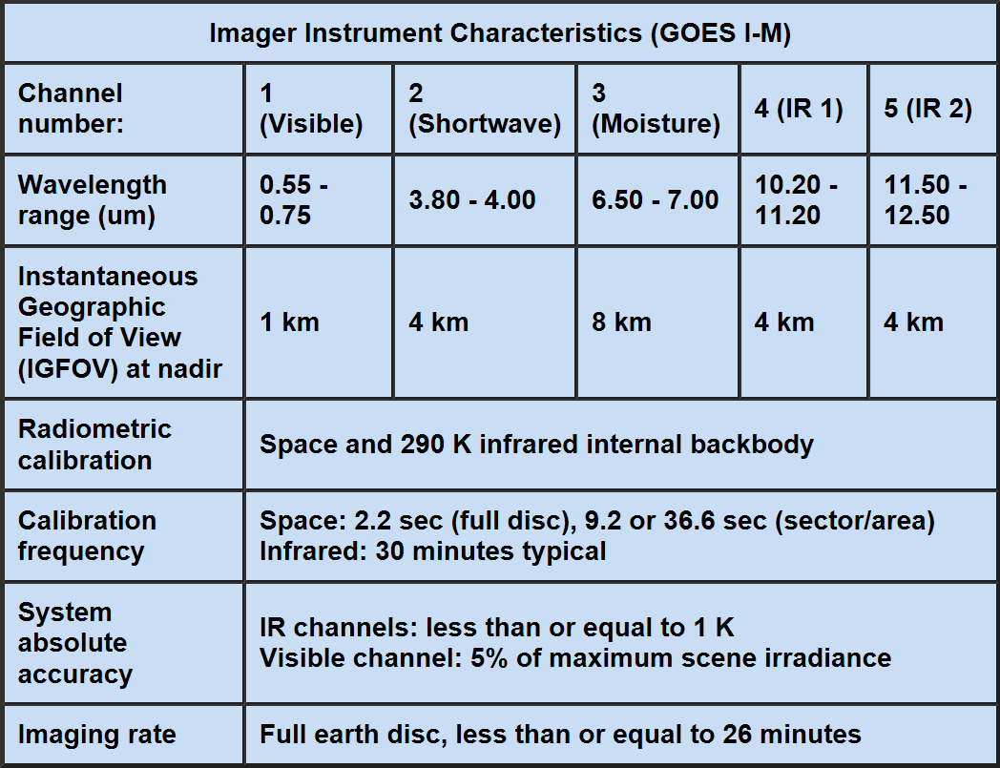 Imager Instrument Characteristics (GOES I-M)
Channel
number:
1
(Visible)
2
(Shortwave)
3
(Moisture)
4 (IR 1)
5 (IR 2)
Wavelength
range (um)
0.55 -
0.75
3.80 - 4.00
6.50 - 7.00
10.20 -
11.20
11.50 -
12.50
Instantaneous
Geographic
Field of View
(IGFOV) at nadir
1 km
4 km
8 km
4 km
4 km
Radiometric
calibration
Space and 290 K infrared internal backbody
Calibration
frequency
Space: 2.2 sec (full disc), 9.2 or 36.6 sec (sector/area)
Infrared: 30 minutes typical
System
absolute
accuracy
IR channels: less than or equal to 1 K
Visible channel: 5% of maximum scene irradiance
Imaging rate
Full earth disc, less than or equal to 26 minutes